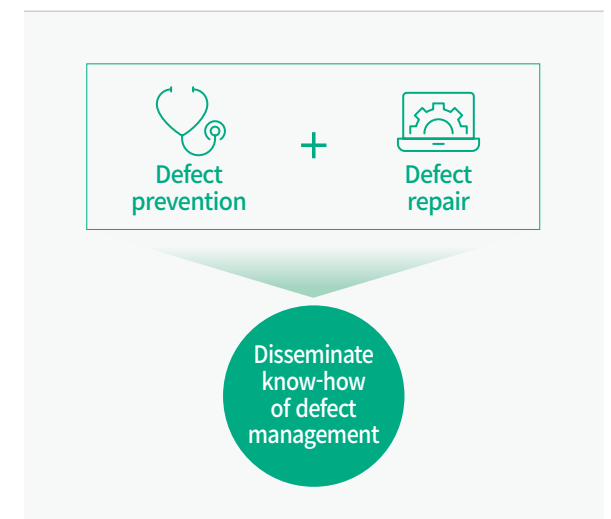 Defect
prevention
+
Defect
repair
Disseminate
know-how
of defect
management